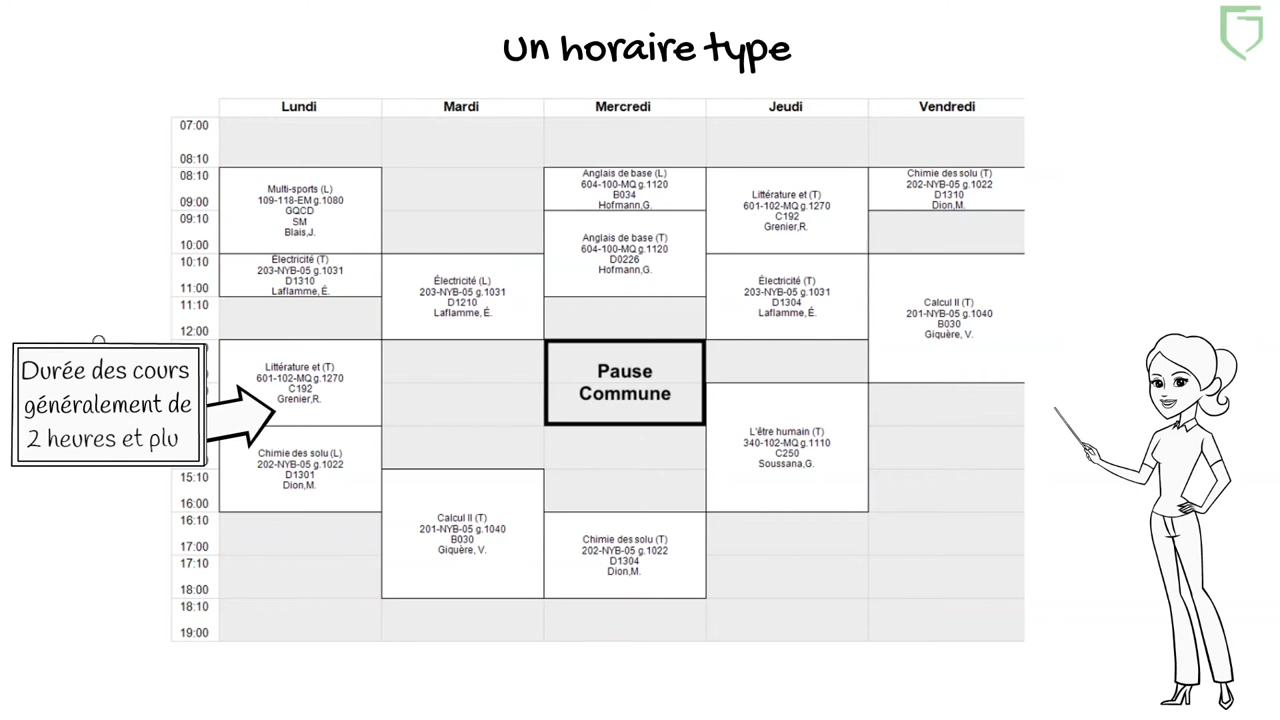 Un horaire type
Lundi
Mardi
Mercredi
Jeudi
Vendredi
07:00
08:10
08:10
09:00
09:10
10:00
10:10
11:00
11:10
12:00
15:10
16:00
16:10
17:00
17:10
18:00
18:10
19:00
Multi-sports (L)
109-118-EM g.1080
GQCD
SM
Blais,J.
Électricité (T)
203-NYB-05 g.1031
D1310
Laflamme, É.
Littérature et (T)
601-102-MQ g.1270
C192
Grenier,R.
Chimie des solu (L)
202-NYB-05 g.1022
D1301
Dion,M.
Électricité (L)
203-NYB-05 g.1031
D1210
Laflamme, É.
Calcul II (T)
201-NYB-05 g.1040
B030
Giquère, V.
Anglais de base (L)
604-100-MQ g.1120
B034
Hofmann,G.
Anglais de base (T)
604-100-MQ g.1120
D0226
Hofmann,G.
Pause
Commune
Chimie des solu (T)
202-NYB-05 g.1022
D1304
Dion,M.
Littérature et (T)
601-102-MQ g.1270
C192
Grenier,R.
Électricité (T)
203-NYB-05 g.1031
D1304
Laflamme, É.
L'être humain (T)
340-102-MQ g.1110
C250
Soussana,G.
Chimie des solu (T)
202-NYB-05 g.1022
D1310
Dion,M.
Calcul II (T)
201-NYB-05 g.1040
B030
Giquère, V.
Durée des cours
généralement de
2 heures et plu